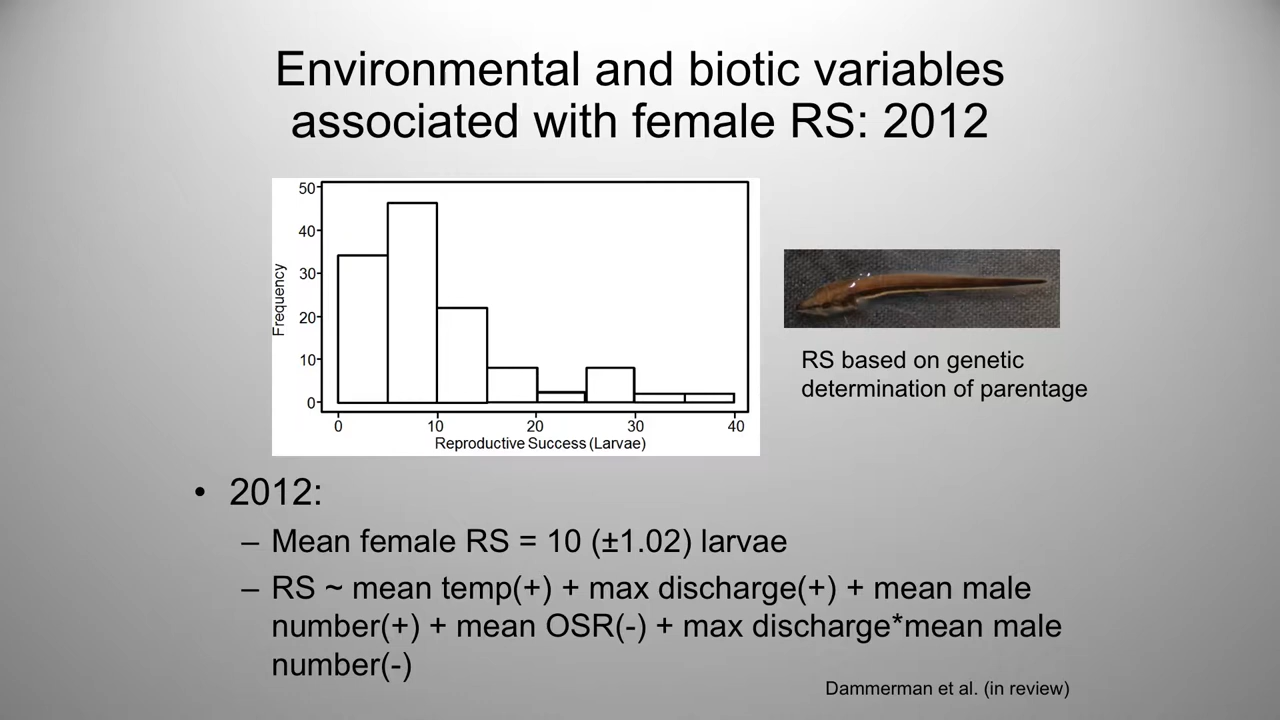 Environmental and biotic variables
associated with female RS: 2012
50
40
30
20
10
0
Frequency
0 10 20 30 40
Reproductive Success (Larvae)
RS based on genetic
determination of parentage
• 2012:
– Mean female RS = 10 (±1.02) larvae
– RS ~ mean temp(+) + max discharge(+) + mean male
number(+) + mean OSR(-) + max discharge*mean male
number(-)
Dammerman et al. (in review)